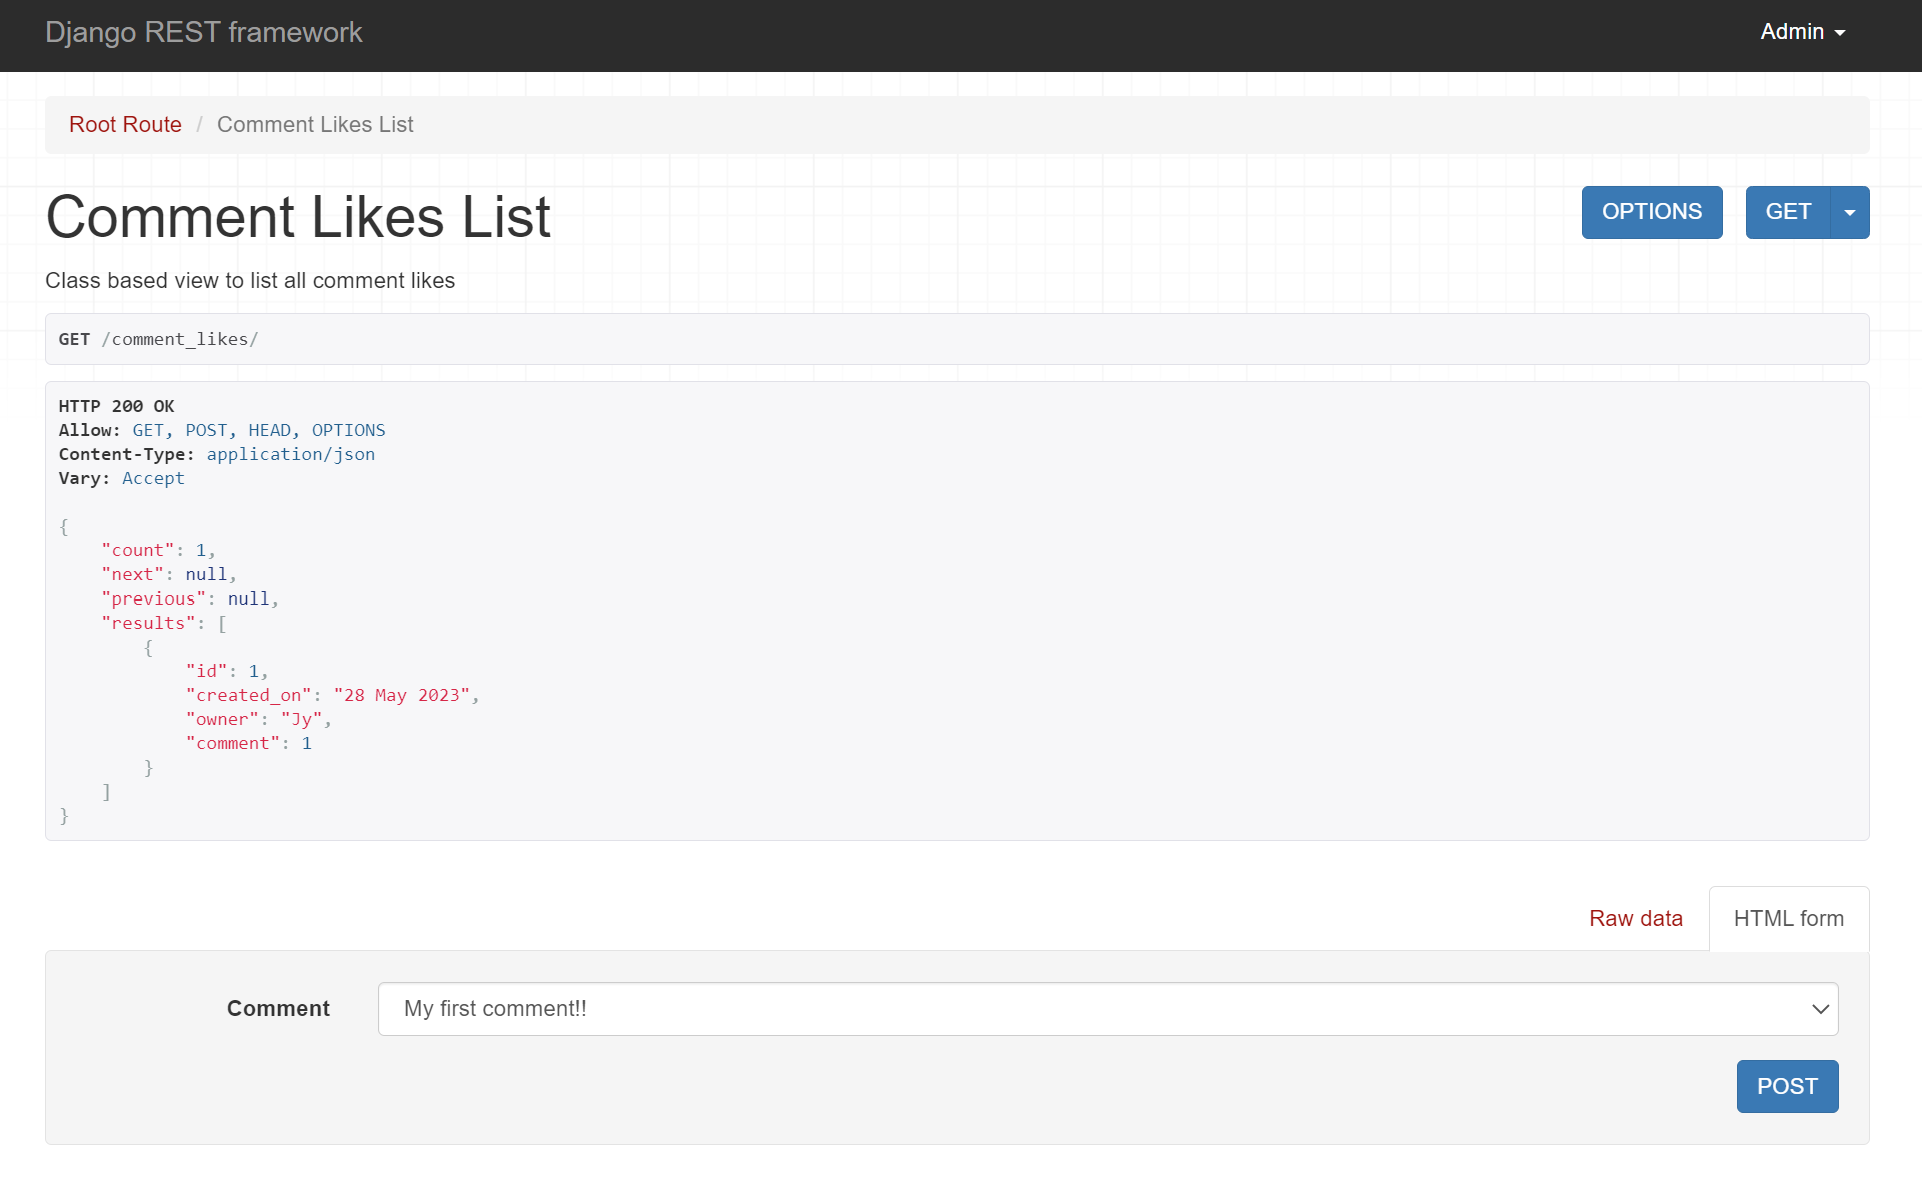 Django REST framework
Admin
Root Route / Comment Likes List
Comment Likes List
OPTIONS
GET
Class based view to list all comment likes
GET /comment_likes/
HTTP 200 OK
Allow: GET, POST, HEAD, OPTIONS
Content-Type: application/json
Vary: Accept
{
    "count": 1,
    "next": null,
    "previous": null,
    "results": [
        {
            "id": 1,
            "created_on": "28 May 2023",
            "owner": "Jy",
            "comment": 1
        }
    ]
}
Raw data
HTML form
Comment
My first comment!!
POST